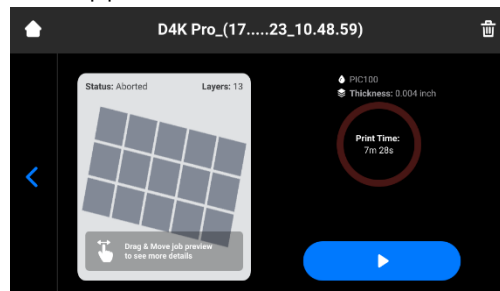 D4K Pro_(17.....23_10.48.59)
Status: Aborted Layers: 13
PIC100
Thickness: 0.004 inch
Print Time:
7m 28s
Drag & Move job preview
to see more details